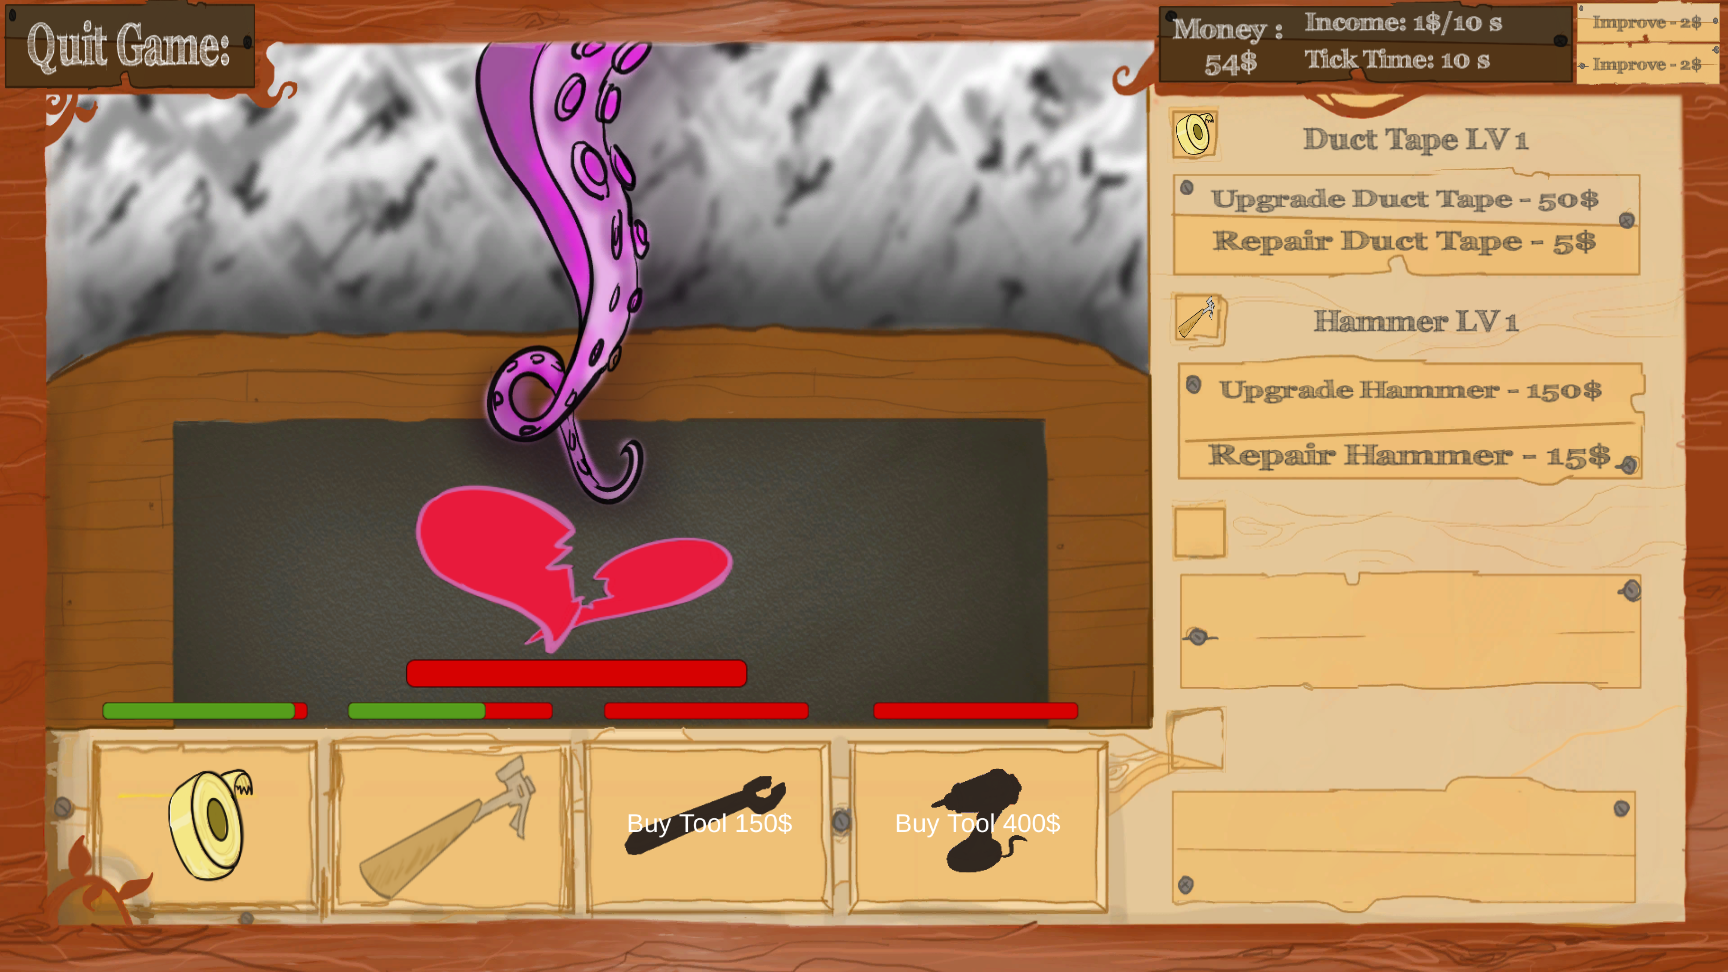 Quit Game:
Money :
54$
Income: 1$/10 s
Tick Time: 10 s
Improve - 2$
Improve - 2$
Duct Tape LV 1
Upgrade Duct Tape - 50$
Repair Duct Tape - 5$
Hammer LV 1
Upgrade Hammer - 150$
Repair Hammer - 15$
Buy Tool 150$
Buy Tool 400$